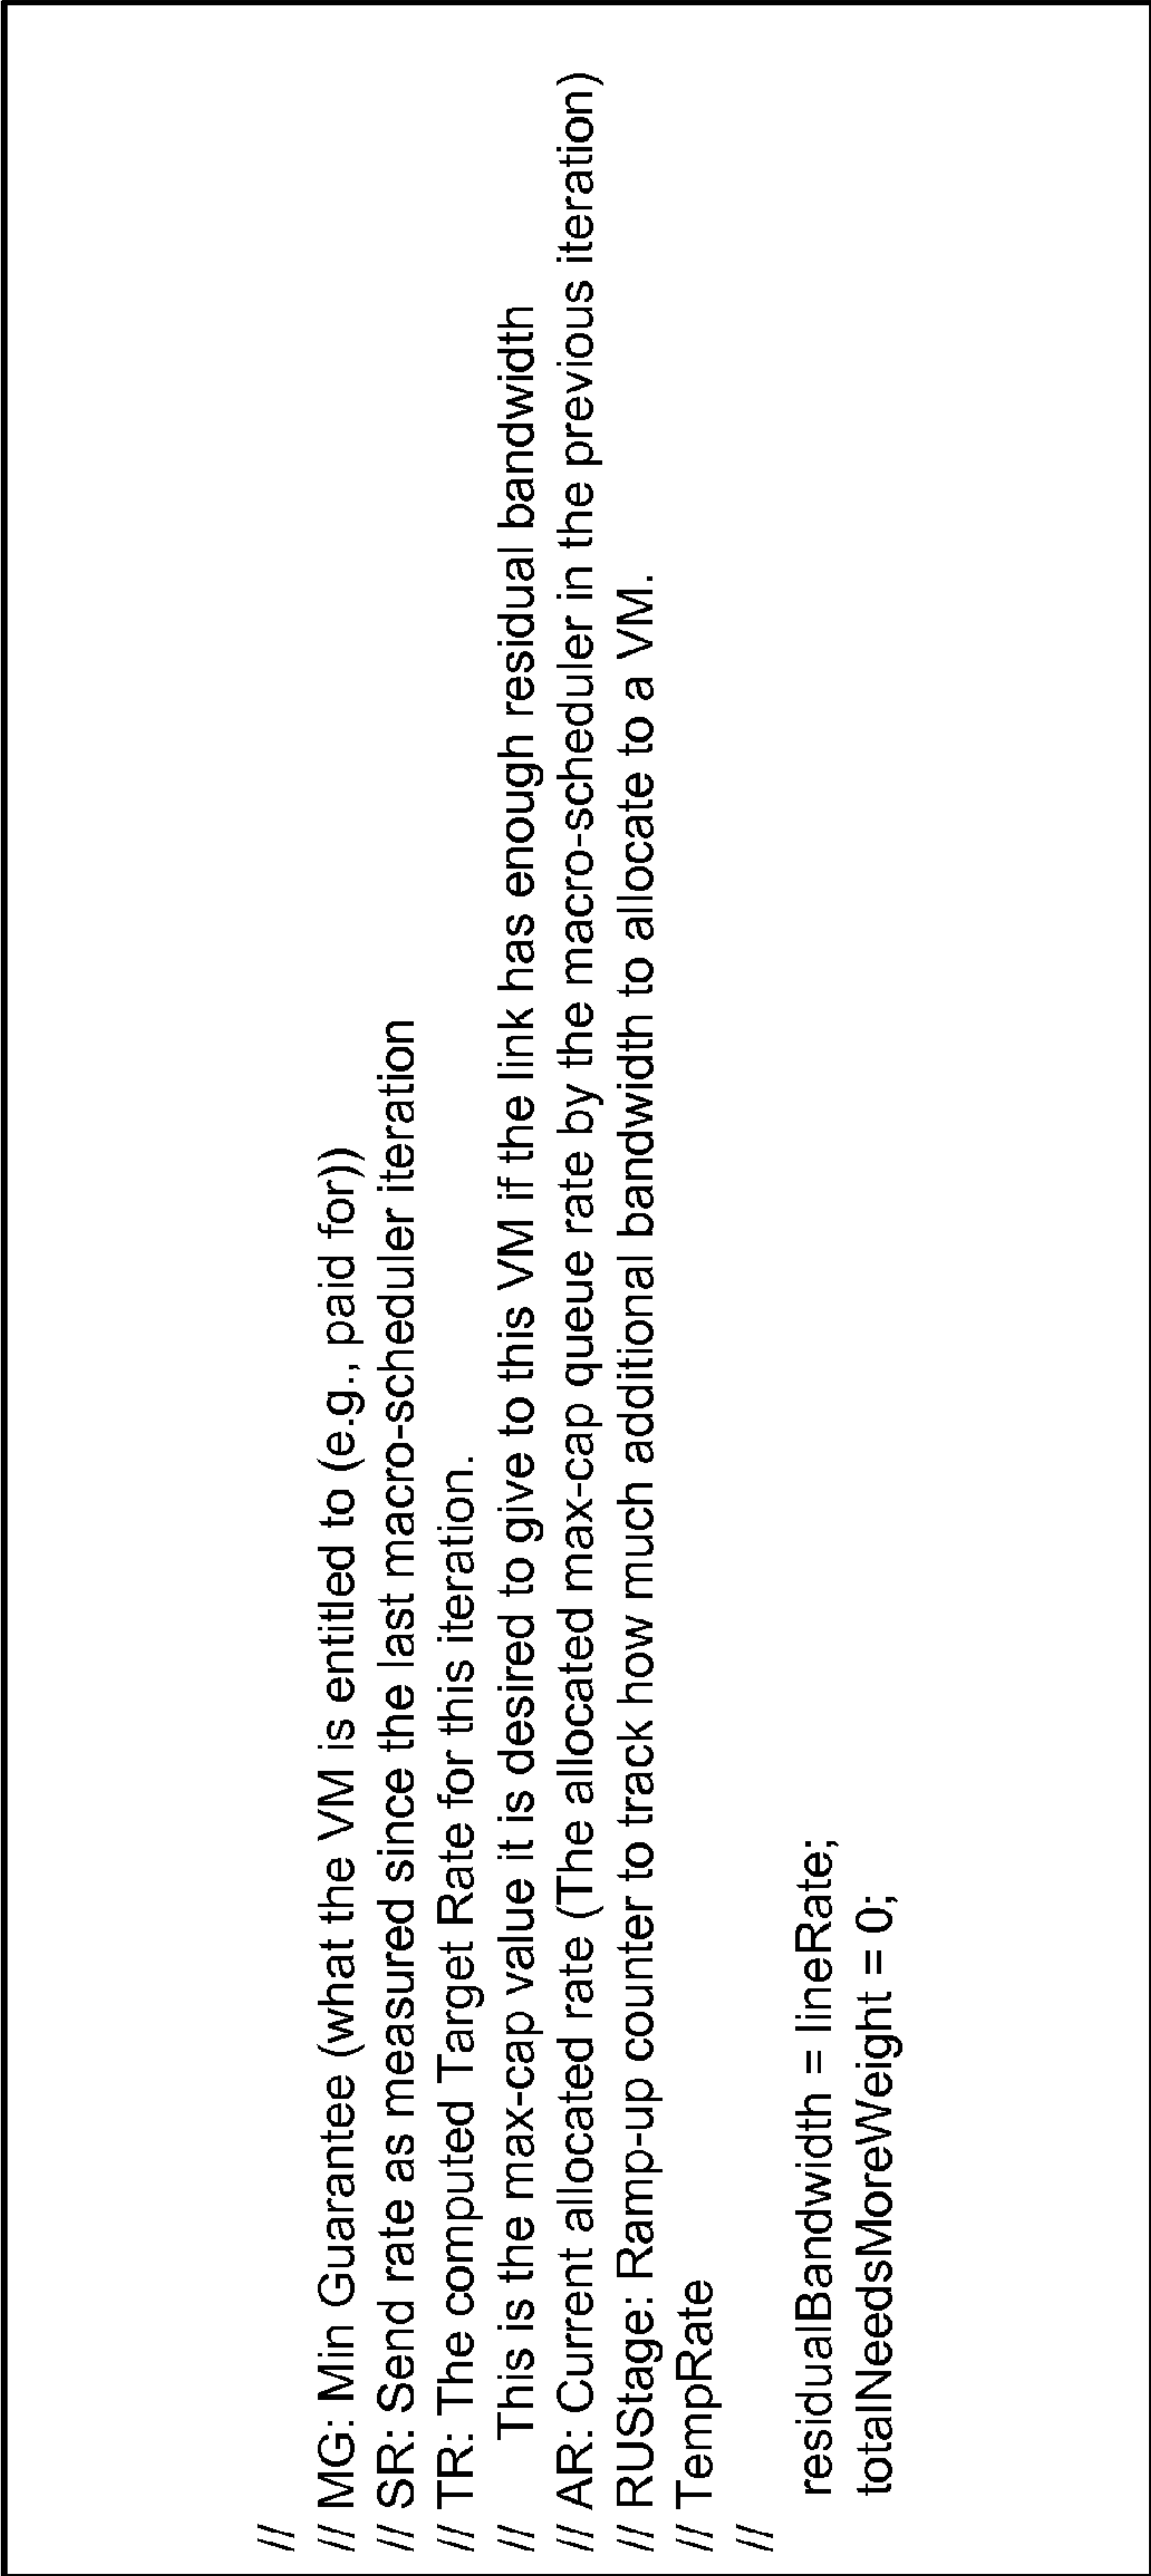 //
// MG: Min Guarantee (what the VM is entitled to (e.g., paid for))
// SR: Send rate as measured since the last macro-scheduler iteration
// TR: The computed Target Rate for this iteration.
// This is the max-cap value it is desired to give to this VM if the link has enough residual bandwidth
// AR: Current allocated rate (The allocated max-cap queue rate by the macro-scheduler in the previous iteration)
// RUStage: Ramp-up counter to track how much additional bandwidth to allocate to a VM.
// TempRate
//
residualBandwidth = lineRate;
totalNeedsMoreWeight = 0;